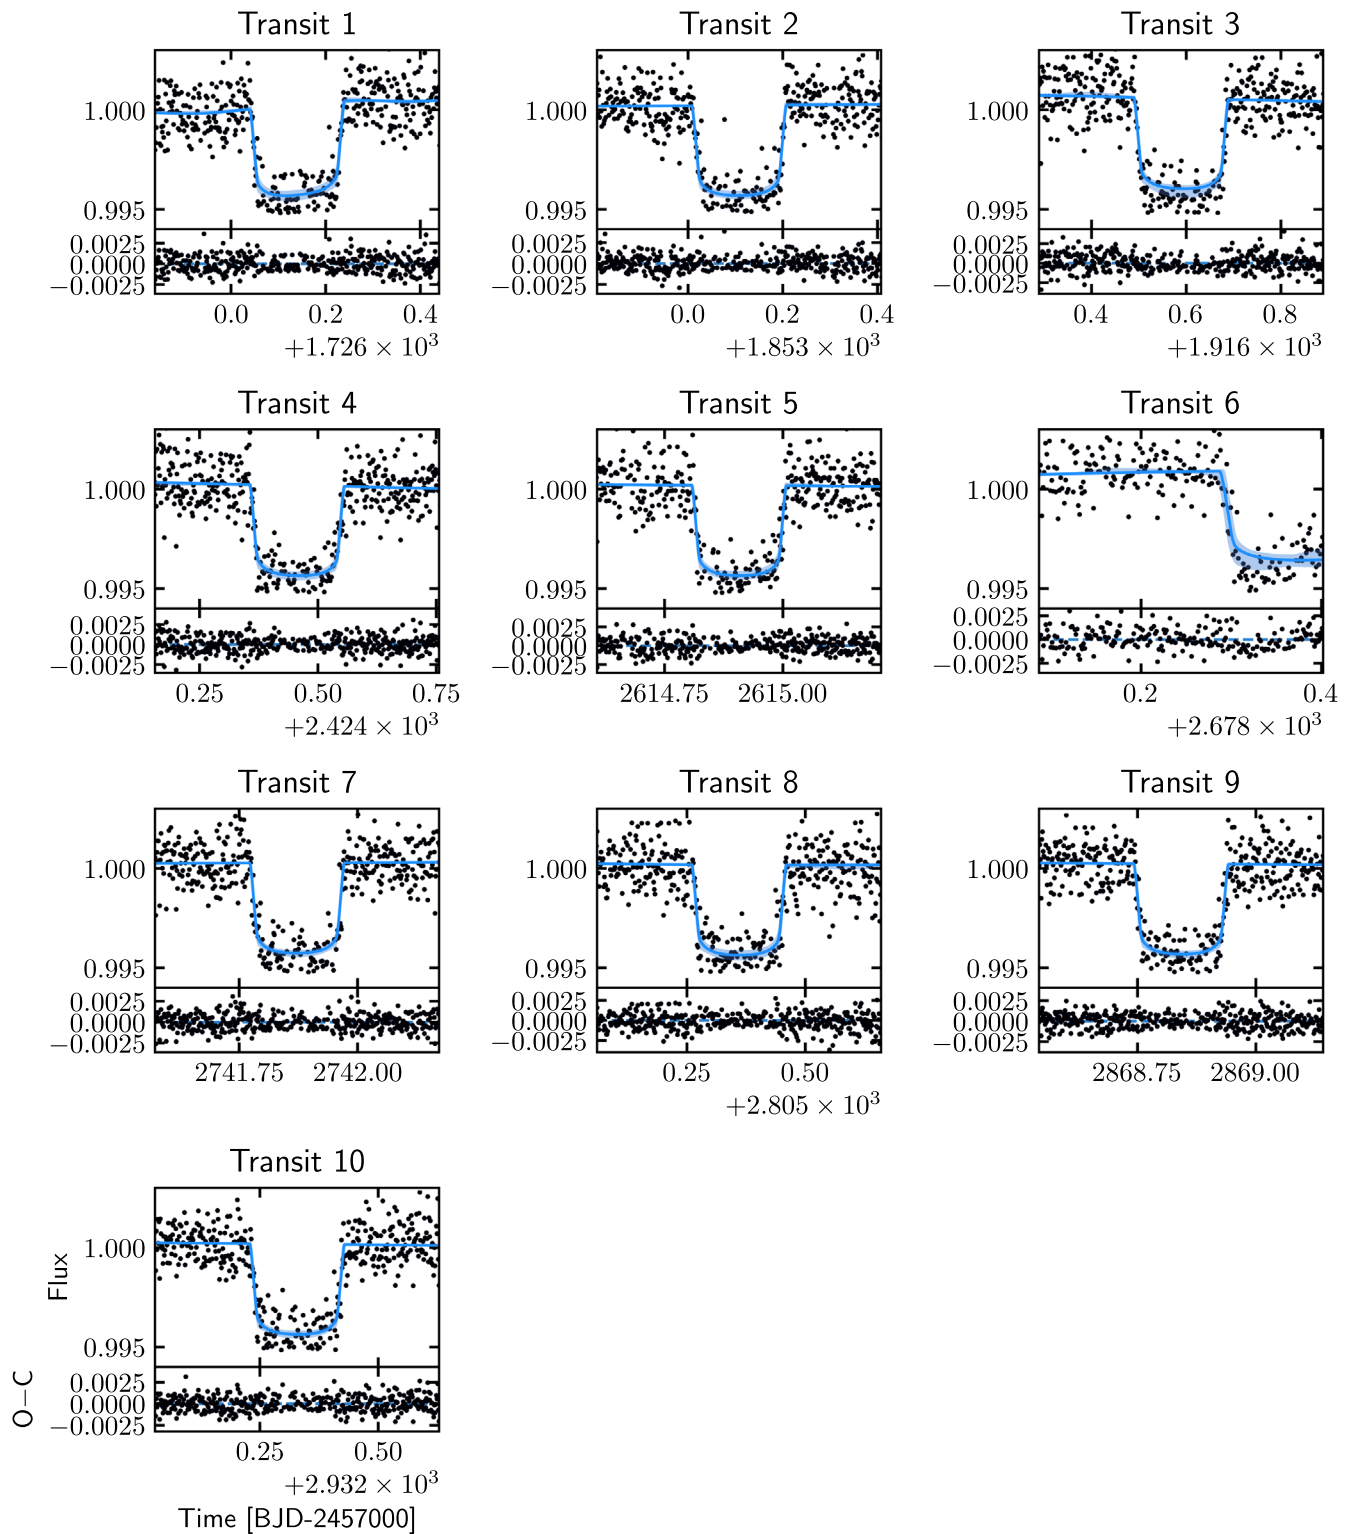 Transit 1
1.000
0.995
0.0025
0.0000
−0.0025
0.0 0.2 0.4
+1.726 × 10³
Transit 2
1.000
0.995
0.0025
0.0000
−0.0025
0.0 0.2 0.4
+1.853 × 10³
Transit 3
1.000
0.995
0.0025
0.0000
−0.0025
0.4 0.6 0.8
+1.916 × 10³
Transit 4
1.000
0.995
0.0025
0.0000
−0.0025
0.25 0.50 0.75
+2.424 × 10³
Transit 5
1.000
0.995
0.0025
0.0000
−0.0025
2614.75 2615.00
Transit 6
1.000
0.995
0.0025
0.0000
−0.0025
0.2 0.4
+2.678 × 10³
Transit 7
1.000
0.995
0.0025
0.0000
−0.0025
2741.75 2742.00
Transit 8
1.000
0.995
0.0025
0.0000
−0.0025
0.25 0.50
+2.805 × 10³
Transit 9
1.000
0.995
0.0025
0.0000
−0.0025
2868.75 2869.00
Transit 10
Flux
1.000
0.995
O−C
0.0025
0.0000
−0.0025
0.25 0.50
+2.932 × 10³
Time [BJD-2457000]